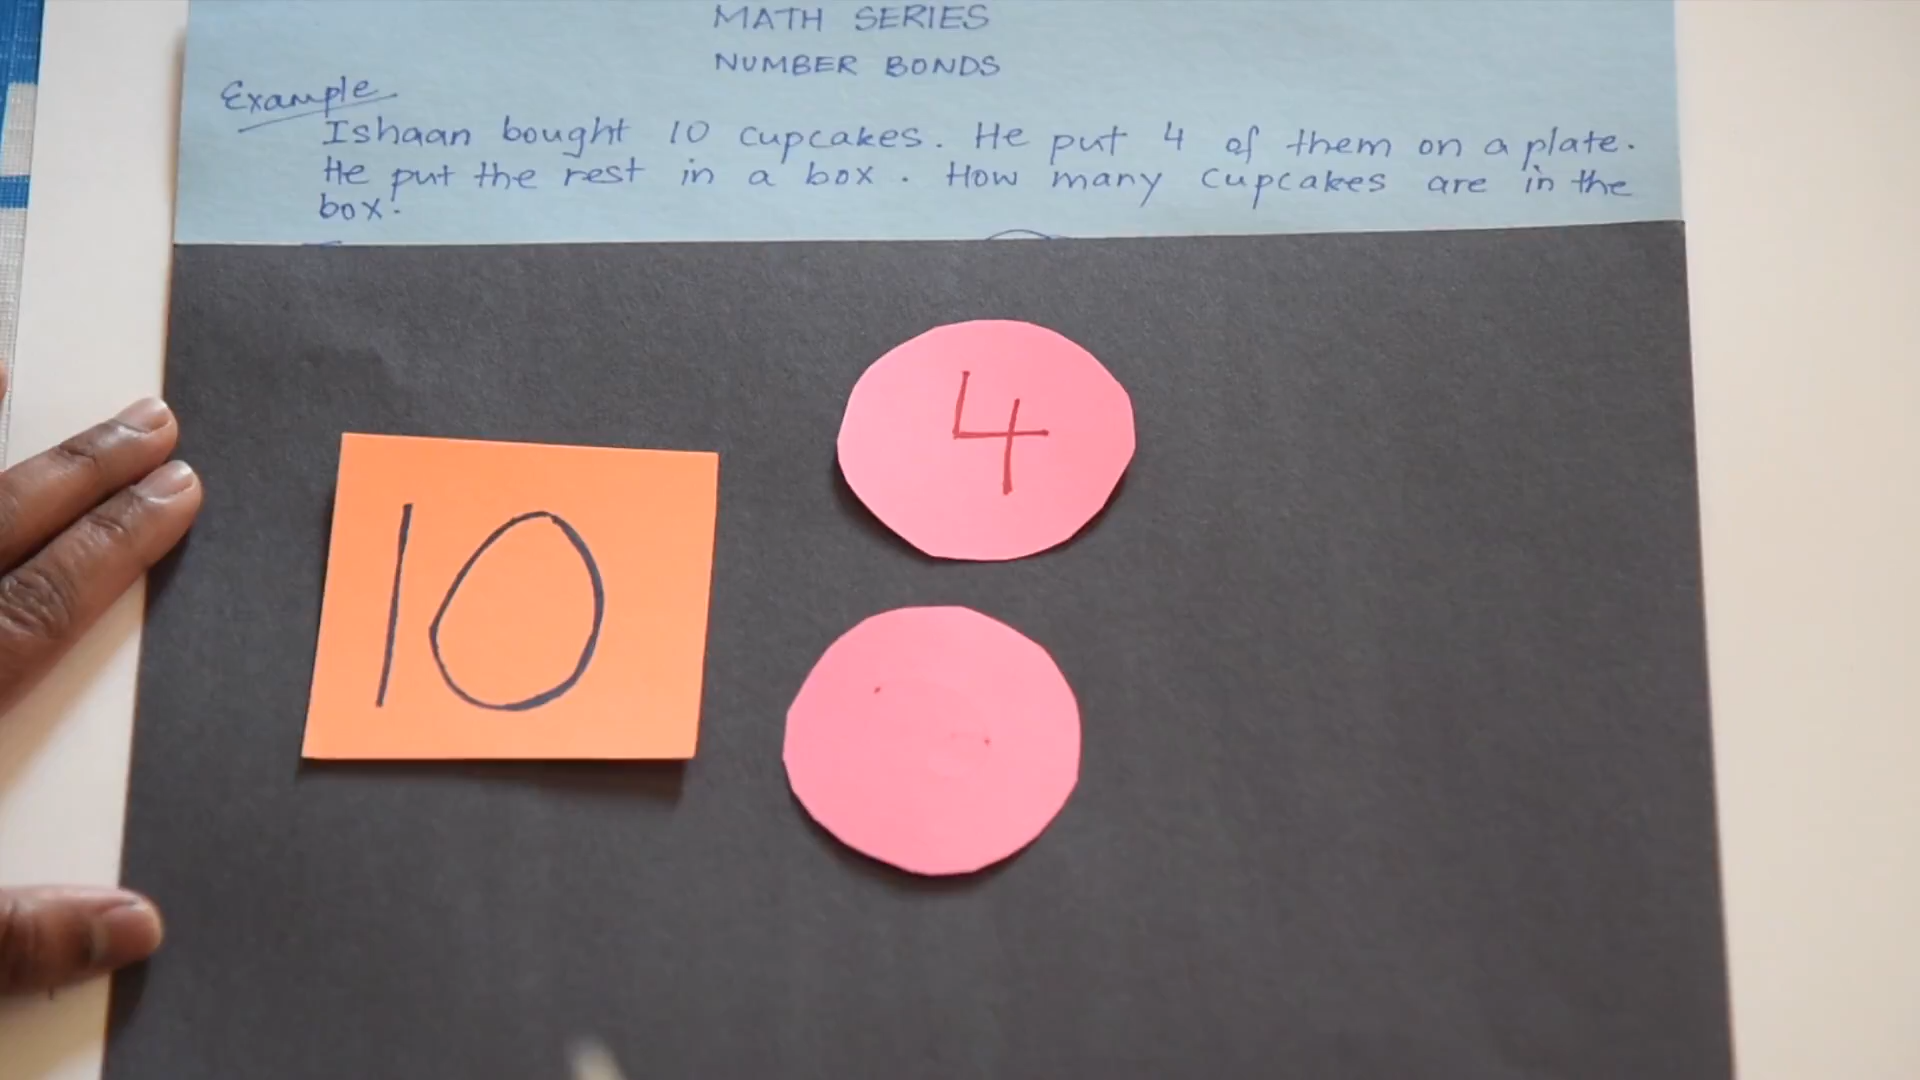 MATH SERIES
NUMBER BONDS
Example
Ishaan bought 10 cupcakes. He put 4 of them on a plate.
He put the rest in a box. How many cupcakes are in the
box.
4
10